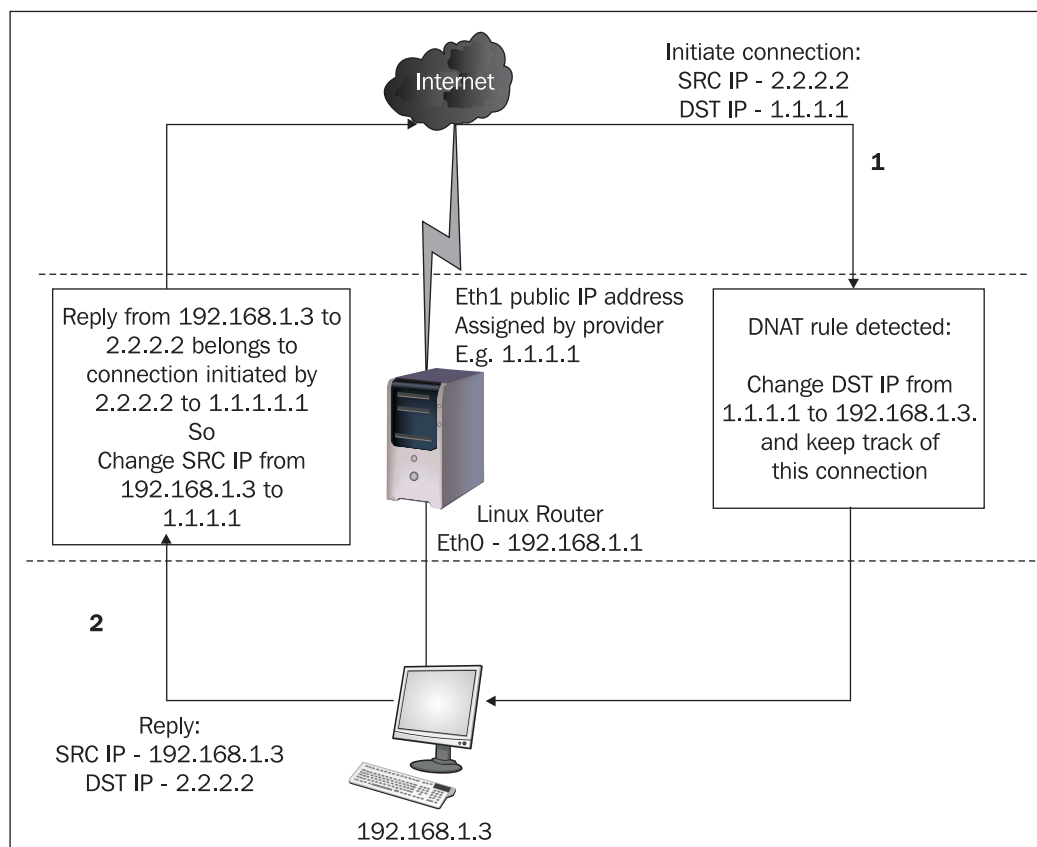 Internet
Initiate connection:
SRC IP - 2.2.2.2
DST IP - 1.1.1.1
1
Reply from 192.168.1.3 to
2.2.2.2 belongs to
connection initiated by
2.2.2.2 to 1.1.1.1.1
So
Change SRC IP from
192.168.1.3 to
1.1.1.1
Eth1 public IP address
Assigned by provider
E.g. 1.1.1.1
DNAT rule detected:
Change DST IP from
1.1.1.1 to 192.168.1.3.
and keep track of
this connection
Linux Router
Eth0 - 192.168.1.1
2
Reply:
SRC IP - 192.168.1.3
DST IP - 2.2.2.2
192.168.1.3